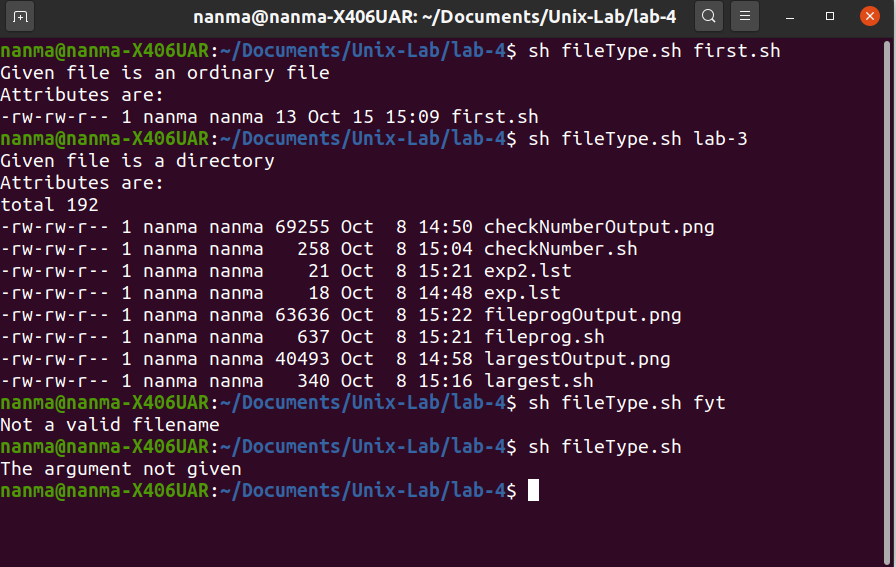 nanma@nanma-X406UAR: ~/Documents/Unix-Lab/lab-4
nanma@nanma-X406UAR:~/Documents/Unix-Lab/lab-4$ sh fileType.sh first.sh
Given file is an ordinary file
Attributes are:
-rw-rw-r-- 1 nanma nanma 13 Oct 15 15:09 first.sh
nanma@nanma-X406UAR:~/Documents/Unix-Lab/lab-4$ sh fileType.sh lab-3
Given file is a directory
Attributes are:
total 192
-rw-rw-r-- 1 nanma nanma 69255 Oct  8 14:50 checkNumberOutput.png
-rw-rw-r-- 1 nanma nanma   258 Oct  8 15:04 checkNumber.sh
-rw-rw-r-- 1 nanma nanma    21 Oct  8 15:21 exp2.lst
-rw-rw-r-- 1 nanma nanma    18 Oct  8 14:48 exp.lst
-rw-rw-r-- 1 nanma nanma 63636 Oct  8 15:22 fileprogOutput.png
-rw-rw-r-- 1 nanma nanma   637 Oct  8 15:21 fileprog.sh
-rw-rw-r-- 1 nanma nanma 40493 Oct  8 14:58 largestOutput.png
-rw-rw-r-- 1 nanma nanma   340 Oct  8 15:16 largest.sh
nanma@nanma-X406UAR:~/Documents/Unix-Lab/lab-4$ sh fileType.sh fyt
Not a valid filename
nanma@nanma-X406UAR:~/Documents/Unix-Lab/lab-4$ sh fileType.sh
The argument not given
nanma@nanma-X406UAR:~/Documents/Unix-Lab/lab-4$